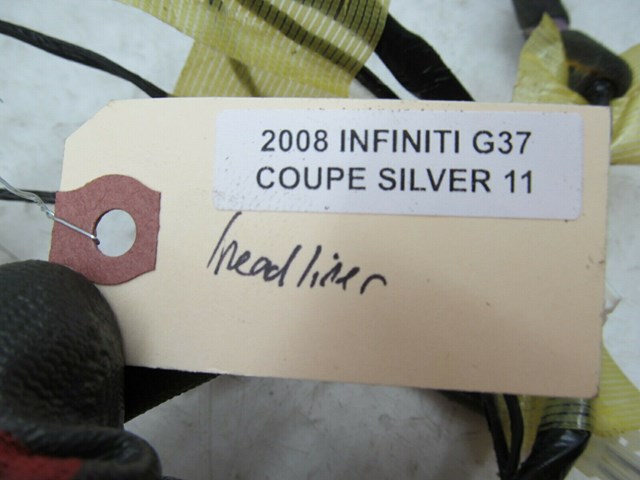 2008 INFINITI G37
COUPE SILVER 11
headliner